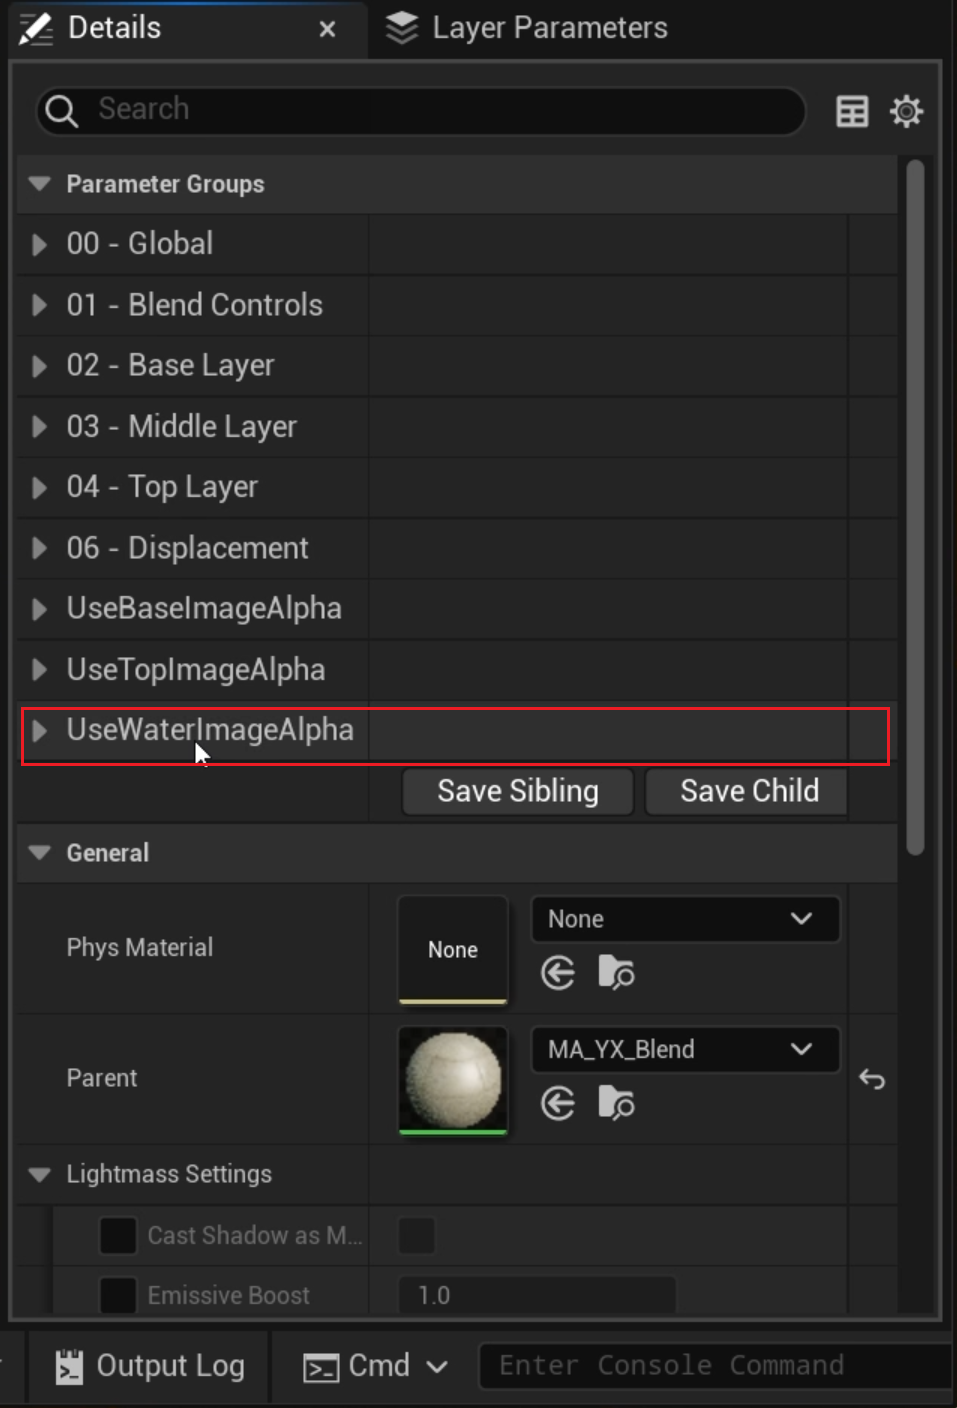 Details
Layer Parameters
Search
Parameter Groups
00 - Global
01 - Blend Controls
02 - Base Layer
03 - Middle Layer
04 - Top Layer
06 - Displacement
UseBaseImageAlpha
UseTopImageAlpha
UseWaterImageAlpha
Save Sibling Save Child
General
Phys Material
None
None
Parent
MA_YX_Blend
Lightmass Settings
Cast Shadow as M...
Emissive Boost 1.0
Output Log Cmd Enter Console Command